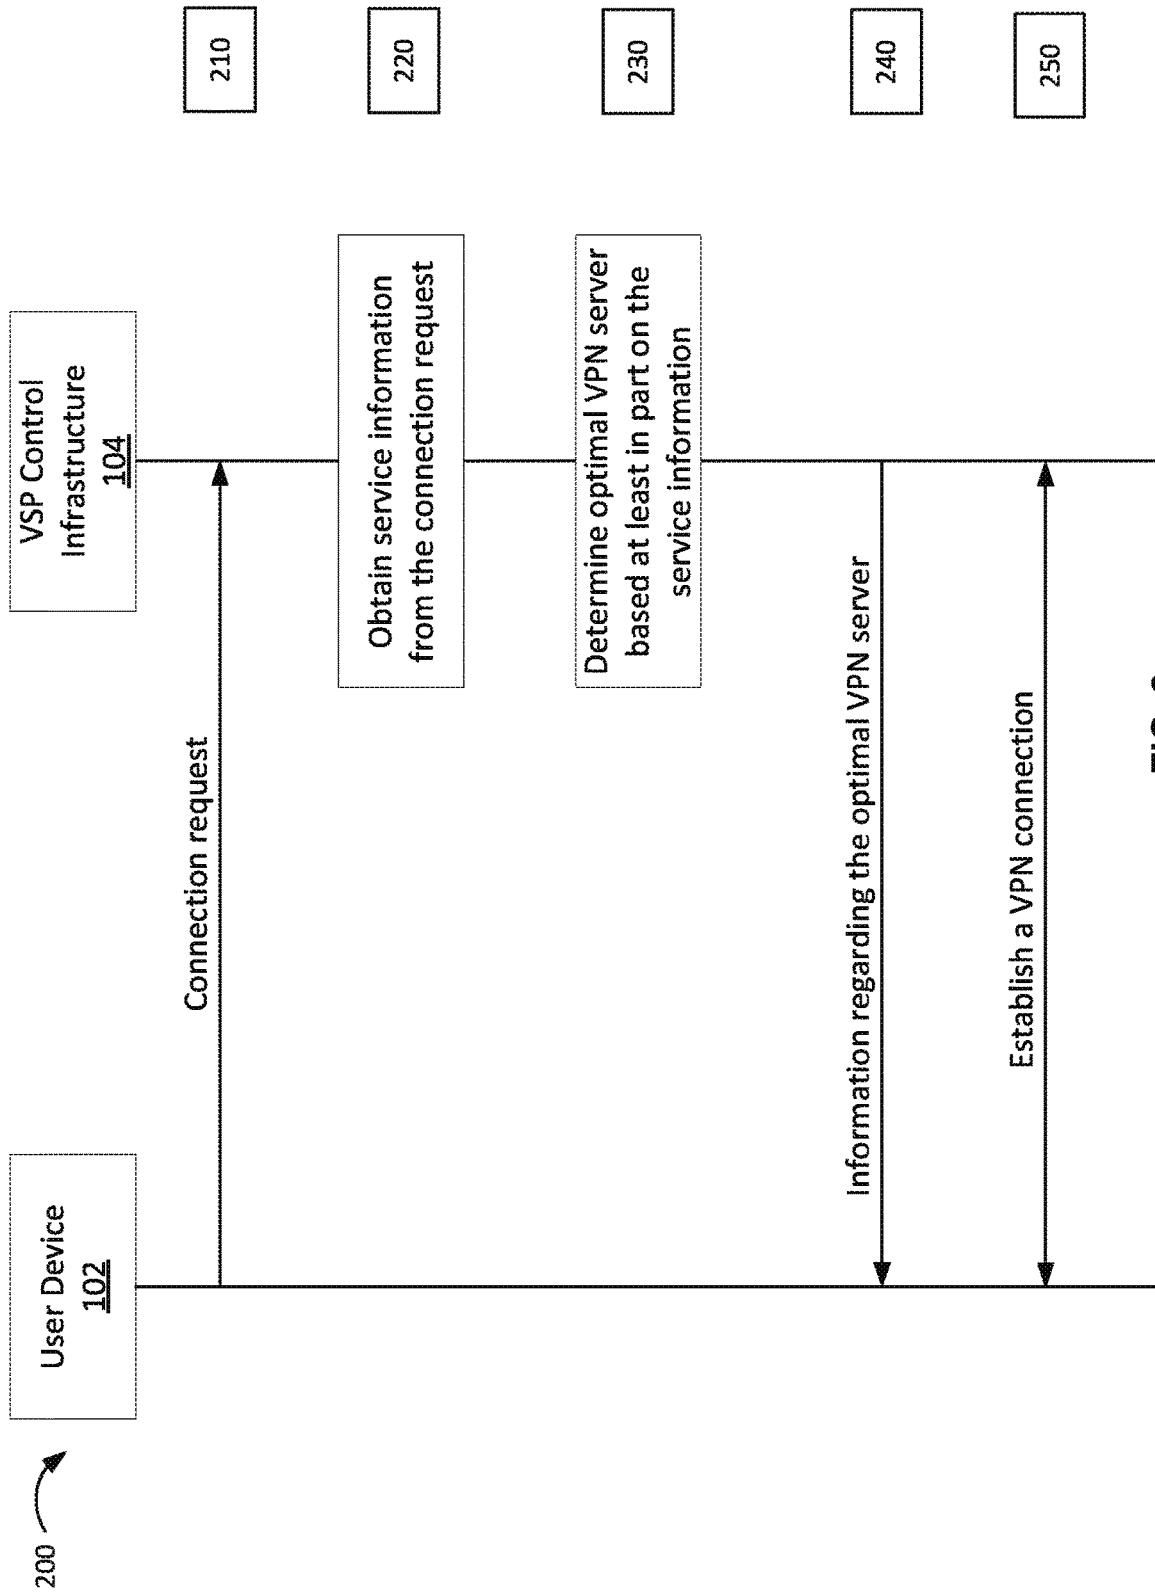 200
User Device
102
VSP Control
Infrastructure
104
Connection request
210
Obtain service information
from the connection request
220
Determine optimal VPN server
based at least in part on the
service information
230
Information regarding the optimal VPN server
240
Establish a VPN connection
250